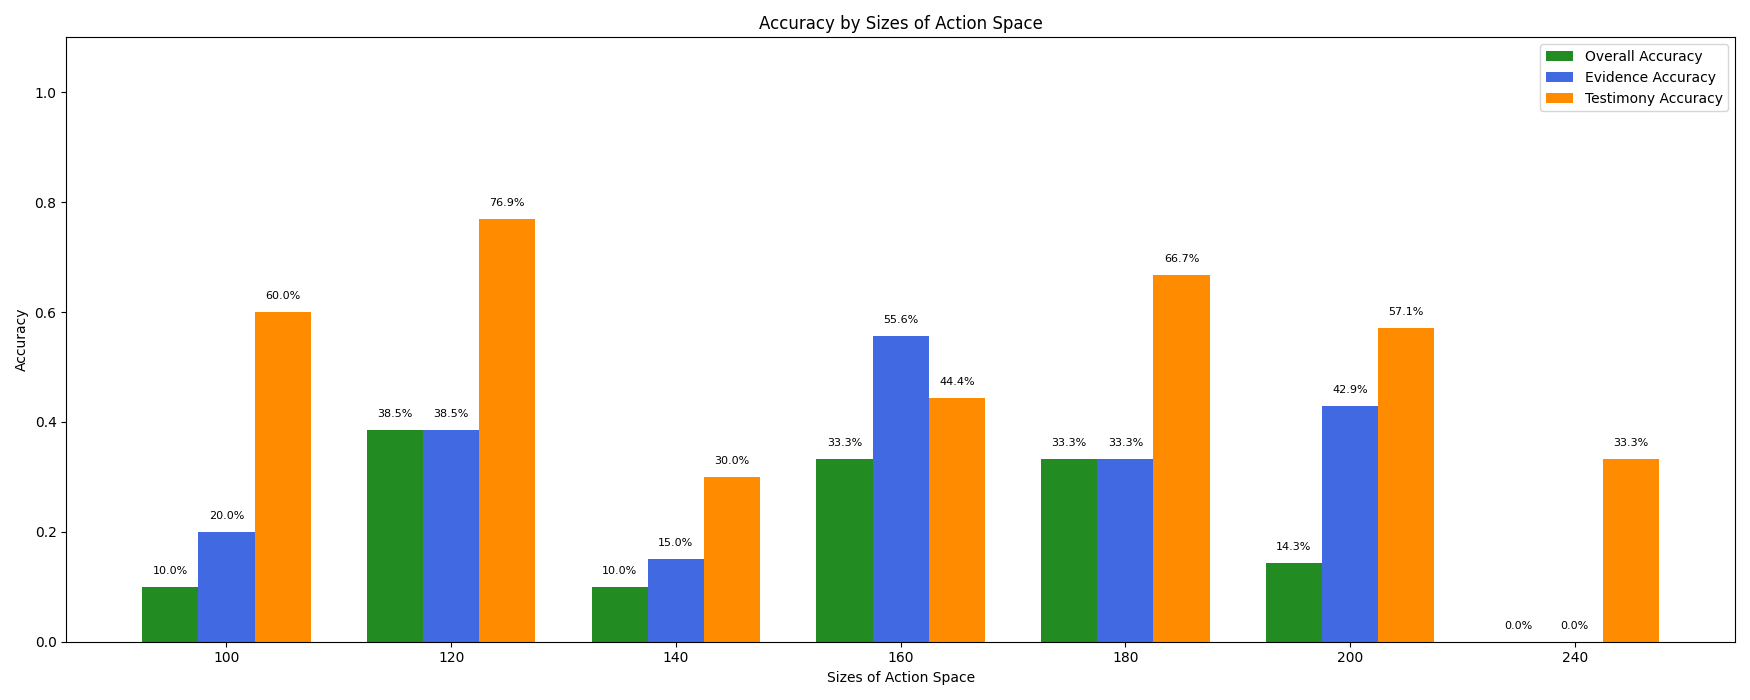 Accuracy by Sizes of Action Space
Overall Accuracy
Evidence Accuracy
Testimony Accuracy
Accuracy
1.0
0.8
0.6
0.4
0.2
0.0
10.0% 20.0% 60.0%
38.5% 38.5% 76.9%
10.0% 15.0% 30.0%
33.3% 55.6% 44.4%
33.3% 33.3% 66.7%
14.3% 42.9% 57.1%
0.0% 0.0% 33.3%
100 120 140 160 180 200 240
Sizes of Action Space